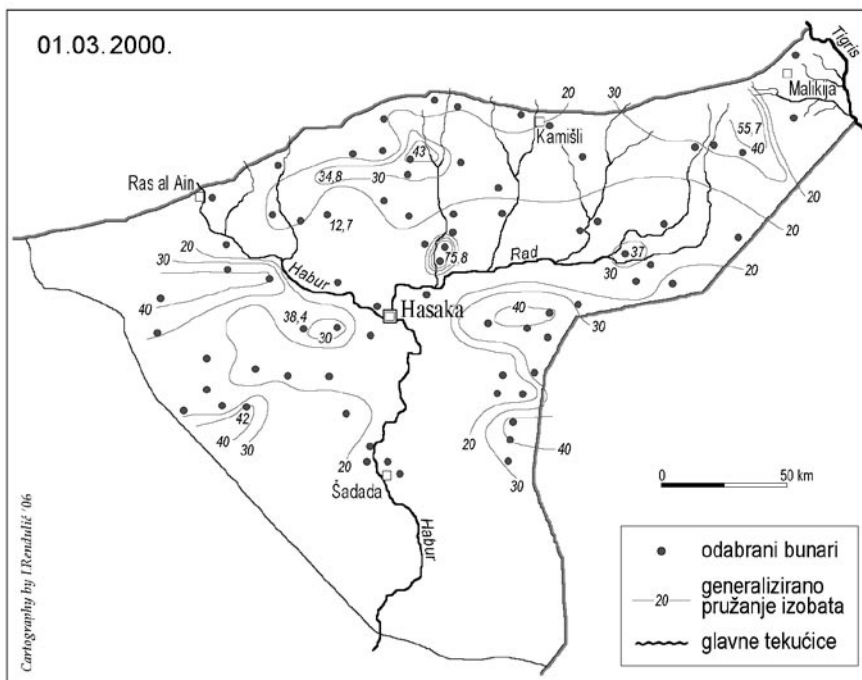 01.03.2000.
Tigris
Malikija
30
20
Kamišli
55,7
40
43
34,8
30
20
Ras al Ain
12,7
20
75,8
Rad
37
30
20
20
30
40
Habur
Hasaka
38,4
30
40
30
42
40
30
20
20
40
30
Šadada
Habur
0
50 km
odabrani bunari
20
generalizirano
pružanje izobata
glavne tekućice
Cartography by I.Rendulić '06